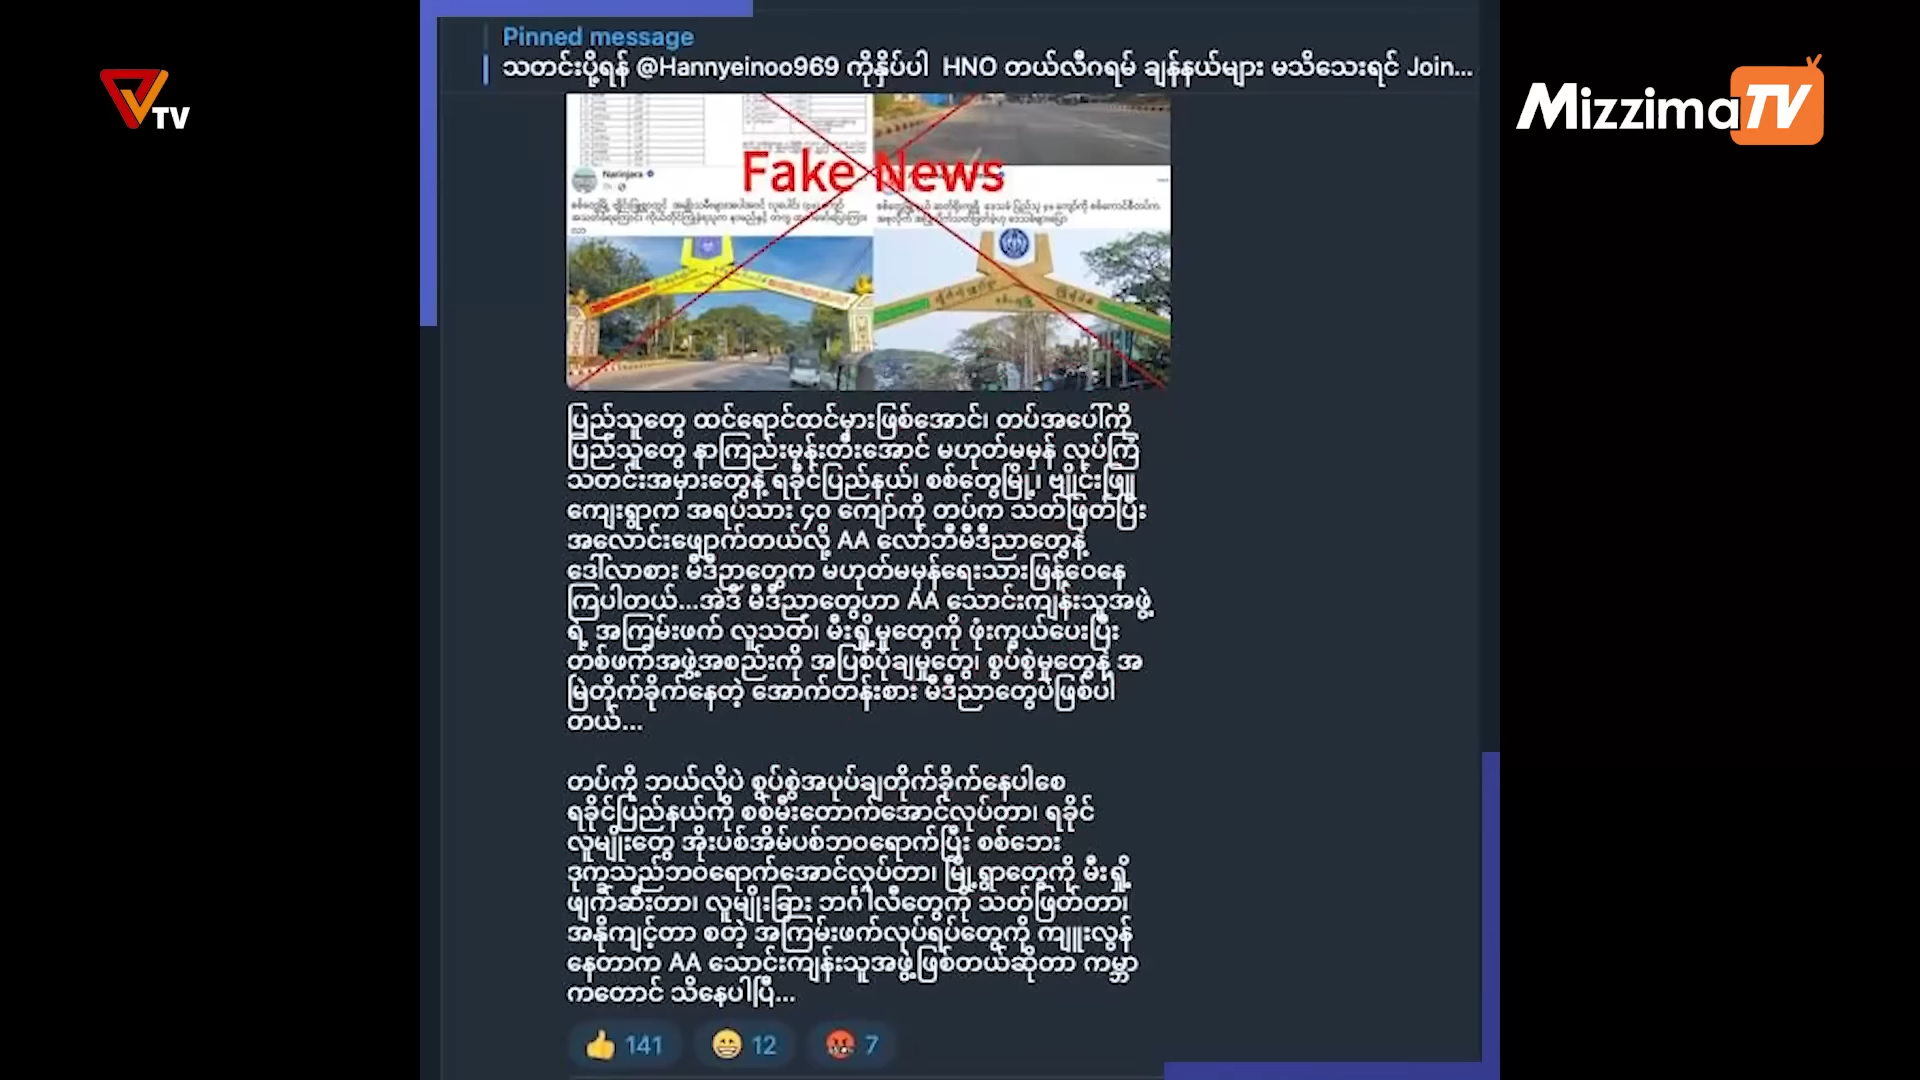 Pinned message
သတင်းပို့ရန် @Hannyeinoo969 ကိုနှိပ်ပါ HNO တယ်လီဂရမ် ချန်နယ်များ မသိသေးရင် Join...
TV
MizzimaTV
Fake News
Narinjara
ပြည်သူတွေ ထင်ရောင်ထင်မှားဖြစ်အောင်၊ တပ်အပေါ်ကို
ပြည်သူတွေ နာကြည်းမုန်းတီးအောင် မဟုတ်မမှန် လုပ်ကြံ
သတင်းအမှားတွေနဲ့ ရခိုင်ပြည်နယ်၊ စစ်တွေမြို့၊ ဗျိုင်းဖြူ
ကျေးရွာက အရပ်သား ၄၀ ကျော်ကို တပ်က သတ်ဖြတ်ပြီး
အလောင်းဖျောက်တယ်လို့ AA လော်ဘီမီဒီညာတွေနဲ့
ဒေါ်လာစား မီဒီညာတွေက မဟုတ်မမှန်ရေးသားဖြန့်ဝေနေ
ကြပါတယ်...အဲဒီ မီဒီညာတွေဟာ AA သောင်းကျန်းသူအဖွဲ့
ရဲ့ အကြမ်းဖက် လူသတ်၊ မီးရှို့မှုတွေကို ဖုံးကွယ်ပေးပြီး
တစ်ဖက်အဖွဲ့အစည်းကို အပြစ်ပုံချမှုတွေ၊ စွပ်စွဲမှုတွေနဲ့ အ
မြဲတိုက်ခိုက်နေတဲ့ အောက်တန်းစား မီဒီညာတွေပဲဖြစ်ပါ
တယ်...
တပ်ကို ဘယ်လိုပဲ စွပ်စွဲအပုပ်ချတိုက်ခိုက်နေပါစေ
ရခိုင်ပြည်နယ်ကို စစ်မီးတောက်အောင်လုပ်တာ၊ ရခိုင်
လူမျိုးတွေ အိုးပစ်အိမ်ပစ်ဘဝရောက်ပြီး စစ်ဘေး
ဒုက္ခသည်ဘဝရောက်အောင်လုပ်တာ၊ မြို့ရွာတွေကို မီးရှို့
ဖျက်ဆီးတာ၊ လူမျိုးခြား ဘင်္ဂါလီတွေကို သတ်ဖြတ်တာ၊
အနိုကျင့်တာ စတဲ့ အကြမ်းဖက်လုပ်ရပ်တွေကို ကျူးလွန်
နေတာက AA သောင်းကျန်းသူအဖွဲ့ဖြစ်တယ်ဆိုတာ ကမ္ဘာ
ကတောင် သိနေပါပြီ...
141 12 7